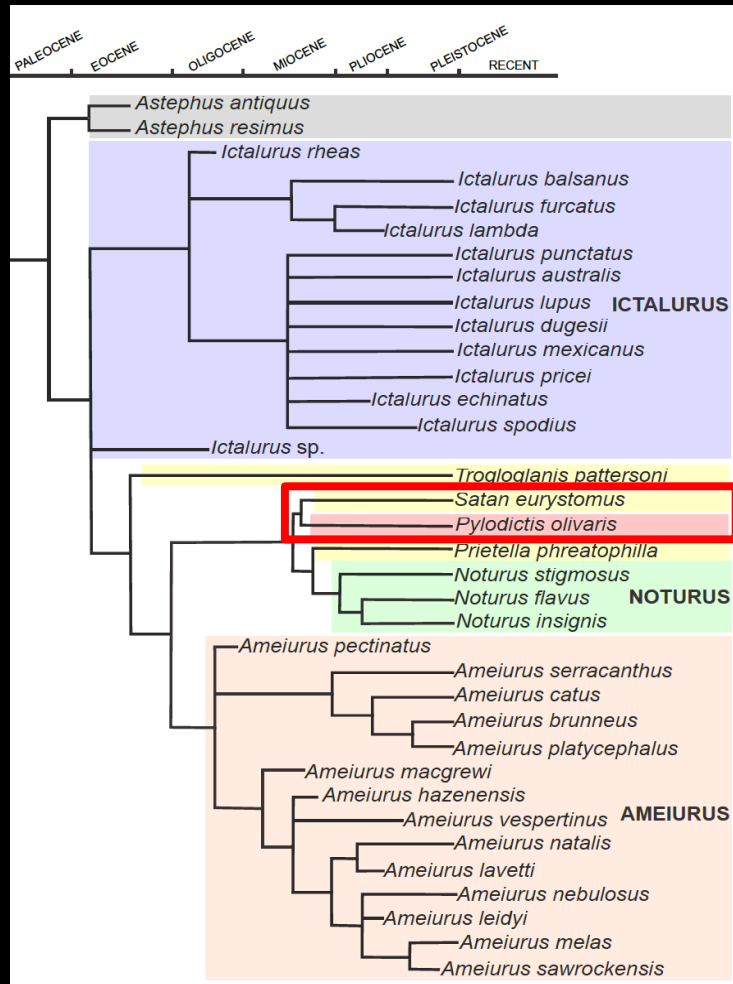 PALEOCENE
EOCENE
OLIGOCENE
MIOCENE
PLIOCENE
PLEISTOCENE
RECENT
Astephus antiquus
Astephus resimus
Ictalurus rheas
Ictalurus balsanus
Ictalurus furcatus
Ictalurus lambda
Ictalurus punctatus
Ictalurus australis
Ictalurus lupus ICTALURUS
Ictalurus dugesii
Ictalurus mexicanus
Ictalurus pricei
Ictalurus echinatus
Ictalurus spodius
Ictalurus sp.
Trogloglanis pattersoni
Satan eurystomus
Pylodictis olivaris
Prietella phreatophilla
Noturus stigmosus
Noturus flavus NOTURUS
Noturus insignis
Ameiurus pectinatus
Ameiurus serracanthus
Ameiurus catus
Ameiurus brunneus
Ameiurus platycephalus
Ameiurus macgrewi
Ameiurus hazenensis
Ameiurus vespertinus AMEIURUS
Ameiurus natalis
Ameiurus lavetti
Ameiurus nebulosus
Ameiurus leidyi
Ameiurus melas
Ameiurus sawrockensis